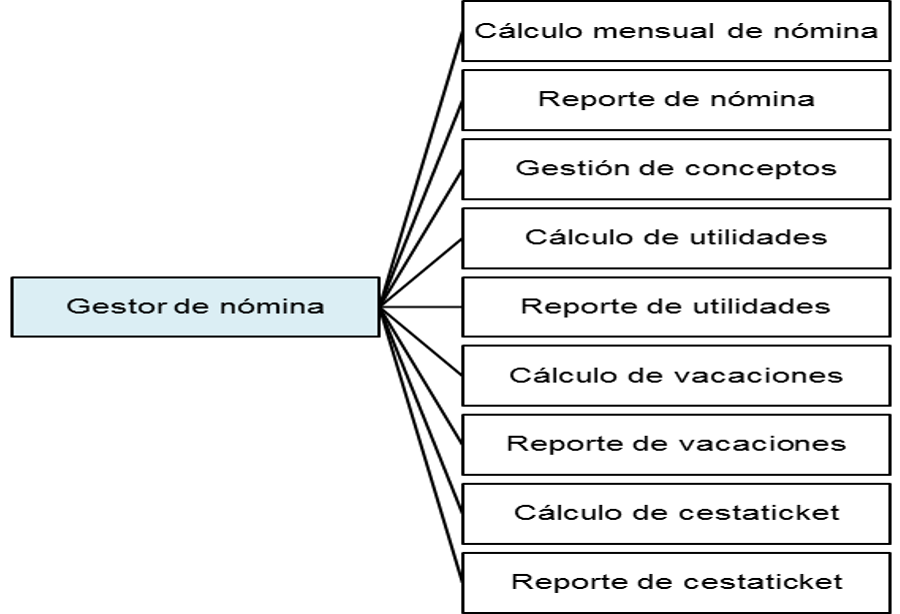 Cálculo mensual de nómina
Reporte de nómina
Gestión de conceptos
Cálculo de utilidades
Gestor de nómina
Reporte de utilidades
Cálculo de vacaciones
Reporte de vacaciones
Cálculo de cestaticket
Reporte de cestaticket